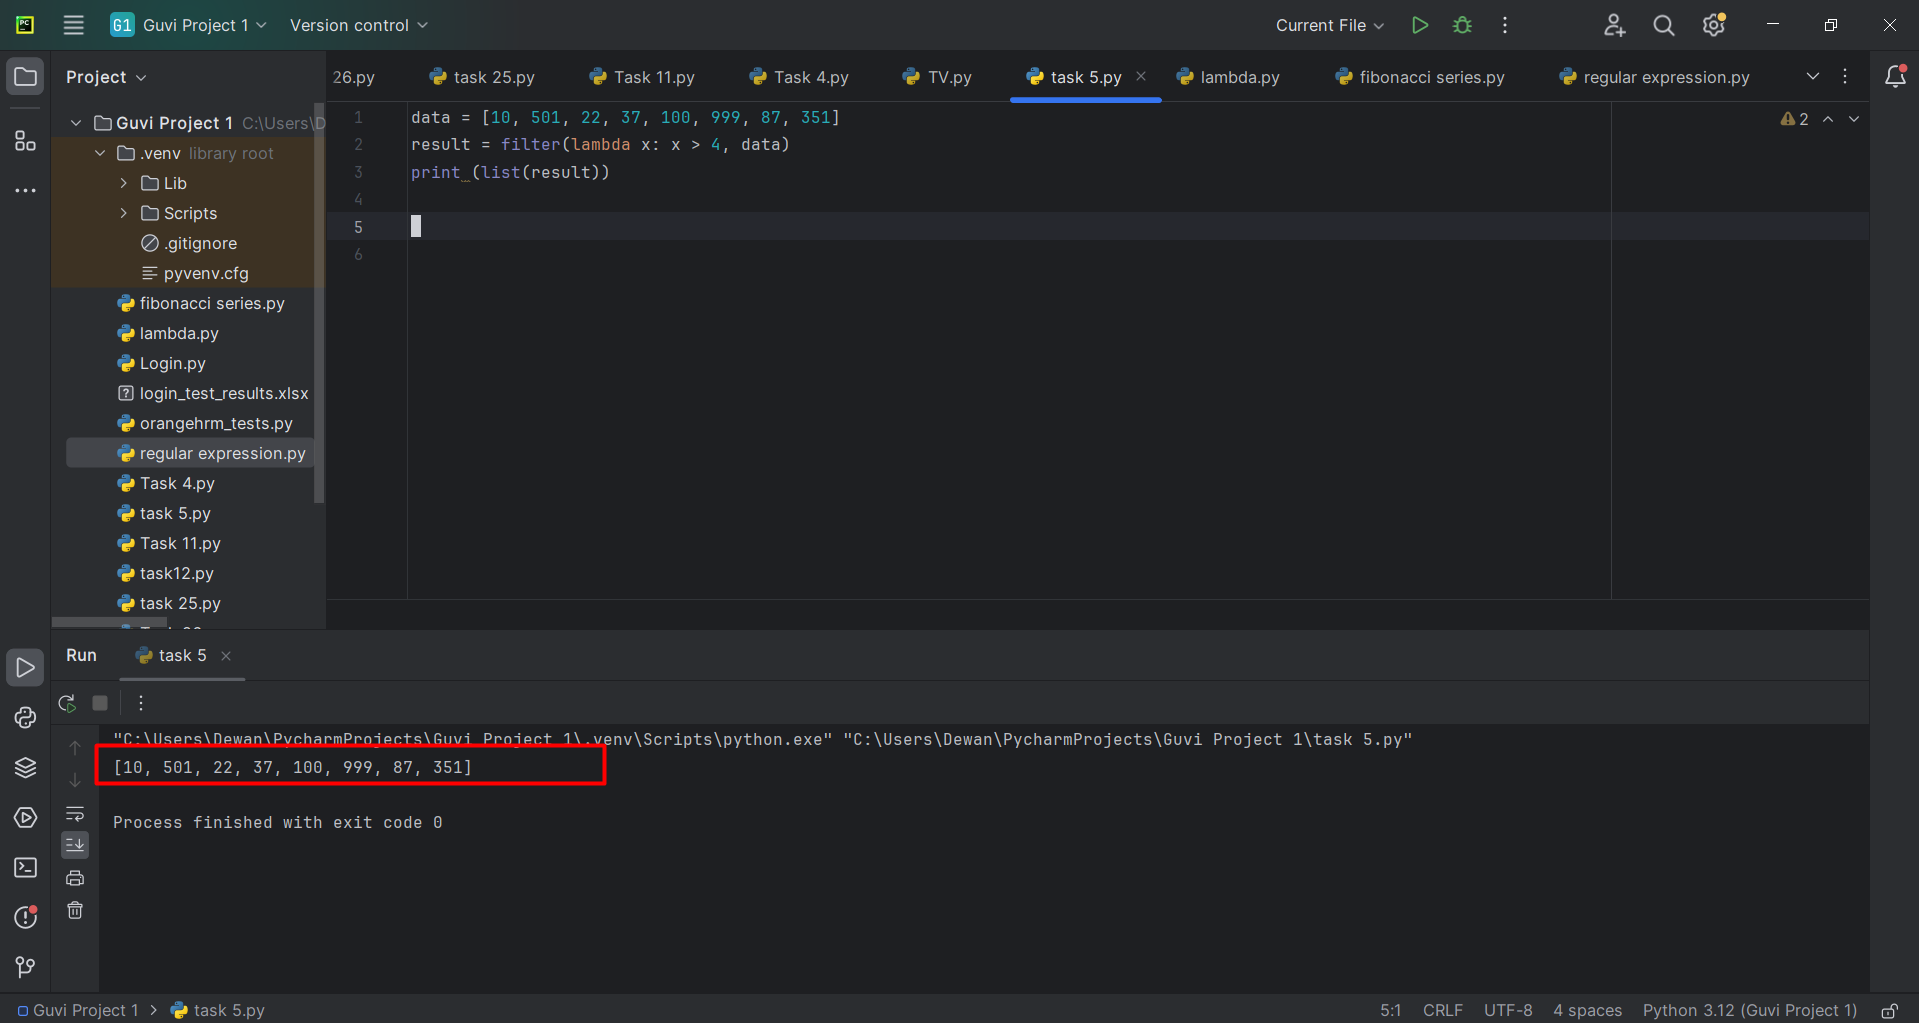 PC
G1 Guvi Project 1 Version control Current File
Project
26.py task 25.py Task 11.py Task 4.py TV.py task 5.py lambda.py fibonacci series.py regular expression.py
Guvi Project 1 C:\Users\D
.venv library root
Lib
Scripts
.gitignore
pyvenv.cfg
fibonacci series.py
lambda.py
Login.py
login_test_results.xlsx
orangehrm_tests.py
regular expression.py
Task 4.py
task 5.py
Task 11.py
task12.py
task 25.py
1 data = [10, 501, 22, 37, 100, 999, 87, 351]
2 result = filter(lambda x: x > 4, data)
3 print (list(result))
4
5
6
2
Run task 5
"C:\Users\Dewan\PycharmProjects\Guvi Project 1\.venv\Scripts\python.exe" "C:\Users\Dewan\PycharmProjects\Guvi Project 1\task 5.py"
[10, 501, 22, 37, 100, 999, 87, 351]
Process finished with exit code 0
Guvi Project 1 > task 5.py 5:1 CRLF UTF-8 4 spaces Python 3.12 (Guvi Project 1)